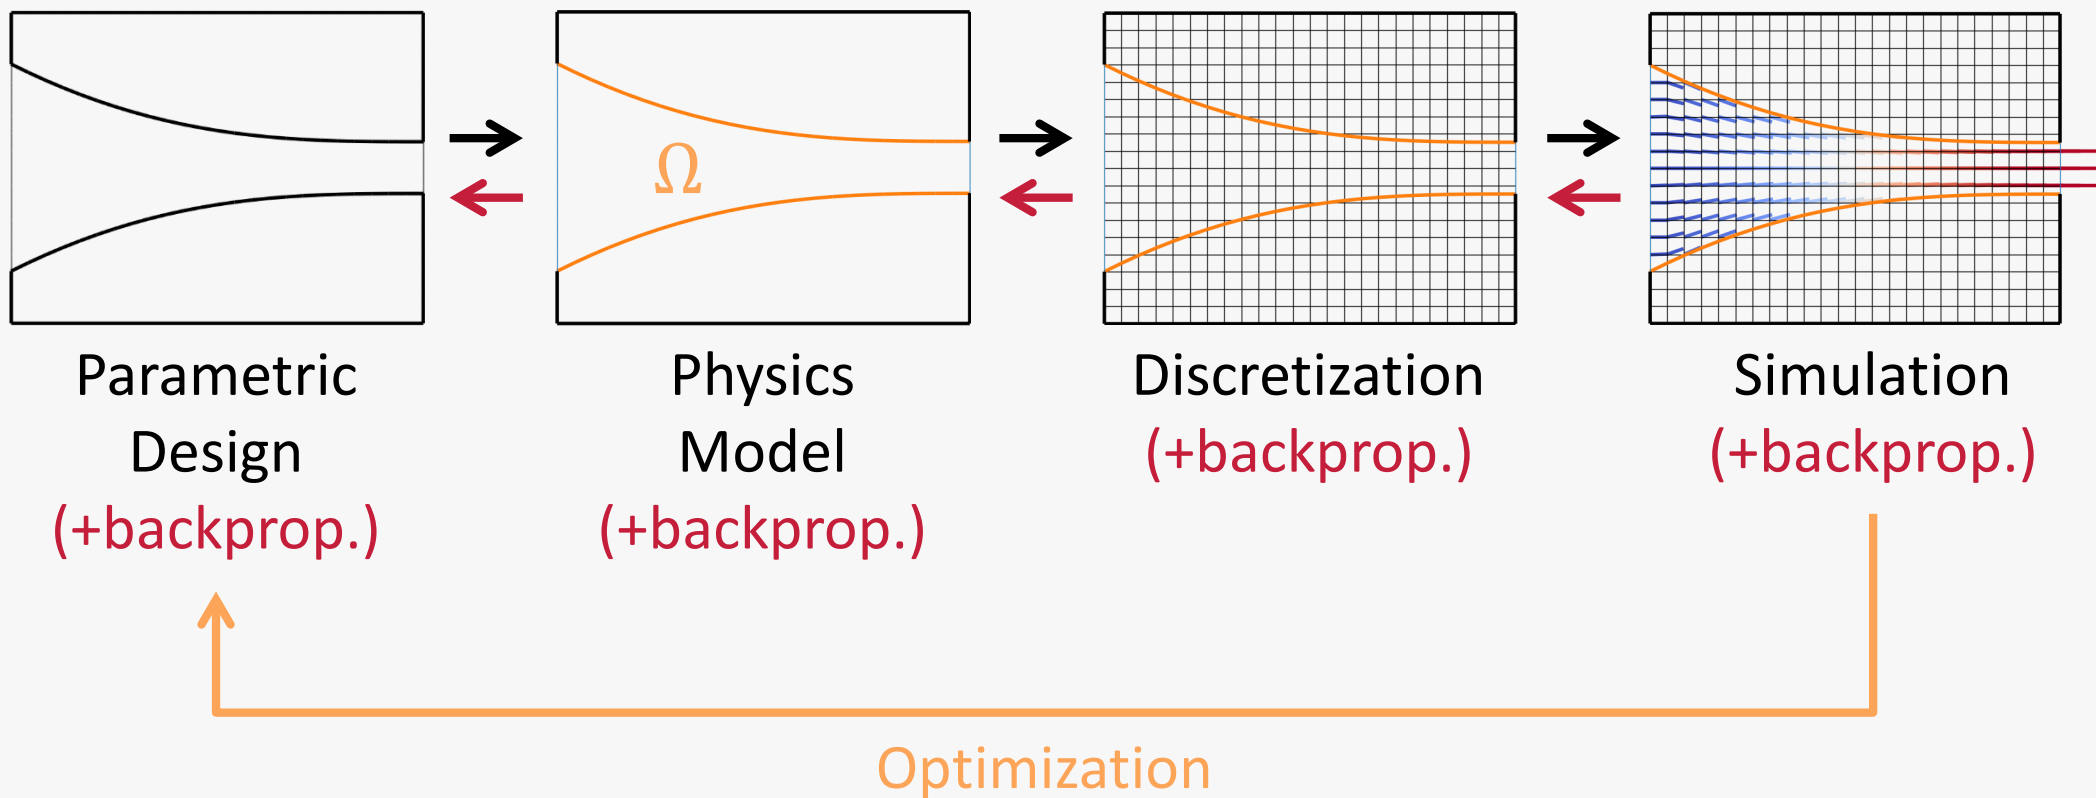 Ω
Parametric
Design
(+backprop.)
Physics
Model
(+backprop.)
Discretization
(+backprop.)
Simulation
(+backprop.)
Optimization